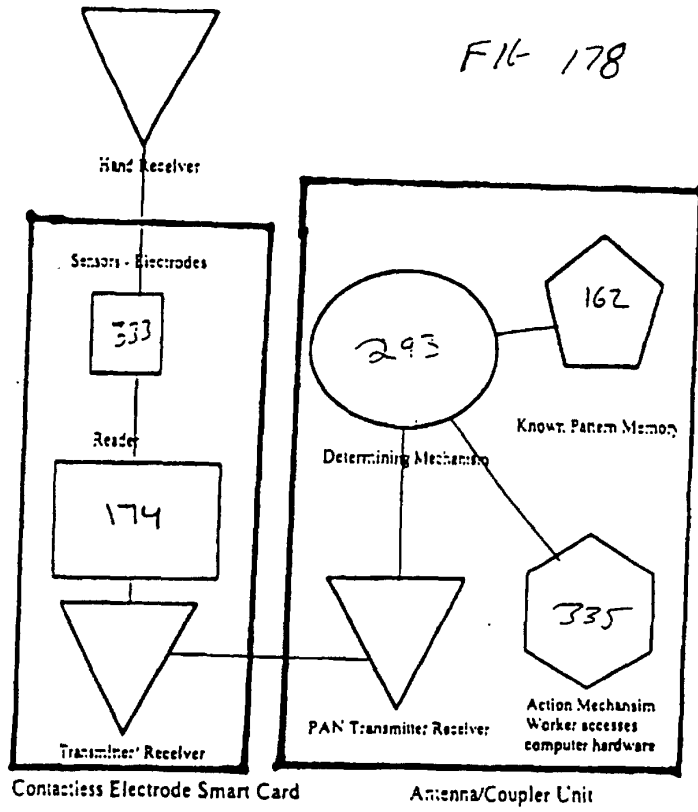 FIG 178
Hand Receiver
Sensors - Electrodes
333
Reader
174
Transmitter Receiver
Contactless Electrode Smart Card
293
162
Known Pattern Memory
Determining Mechanism
335
PAN Transmitter Receiver
Action Mechansim
Worker accesses
computer hardware
Antenna/Coupler Unit